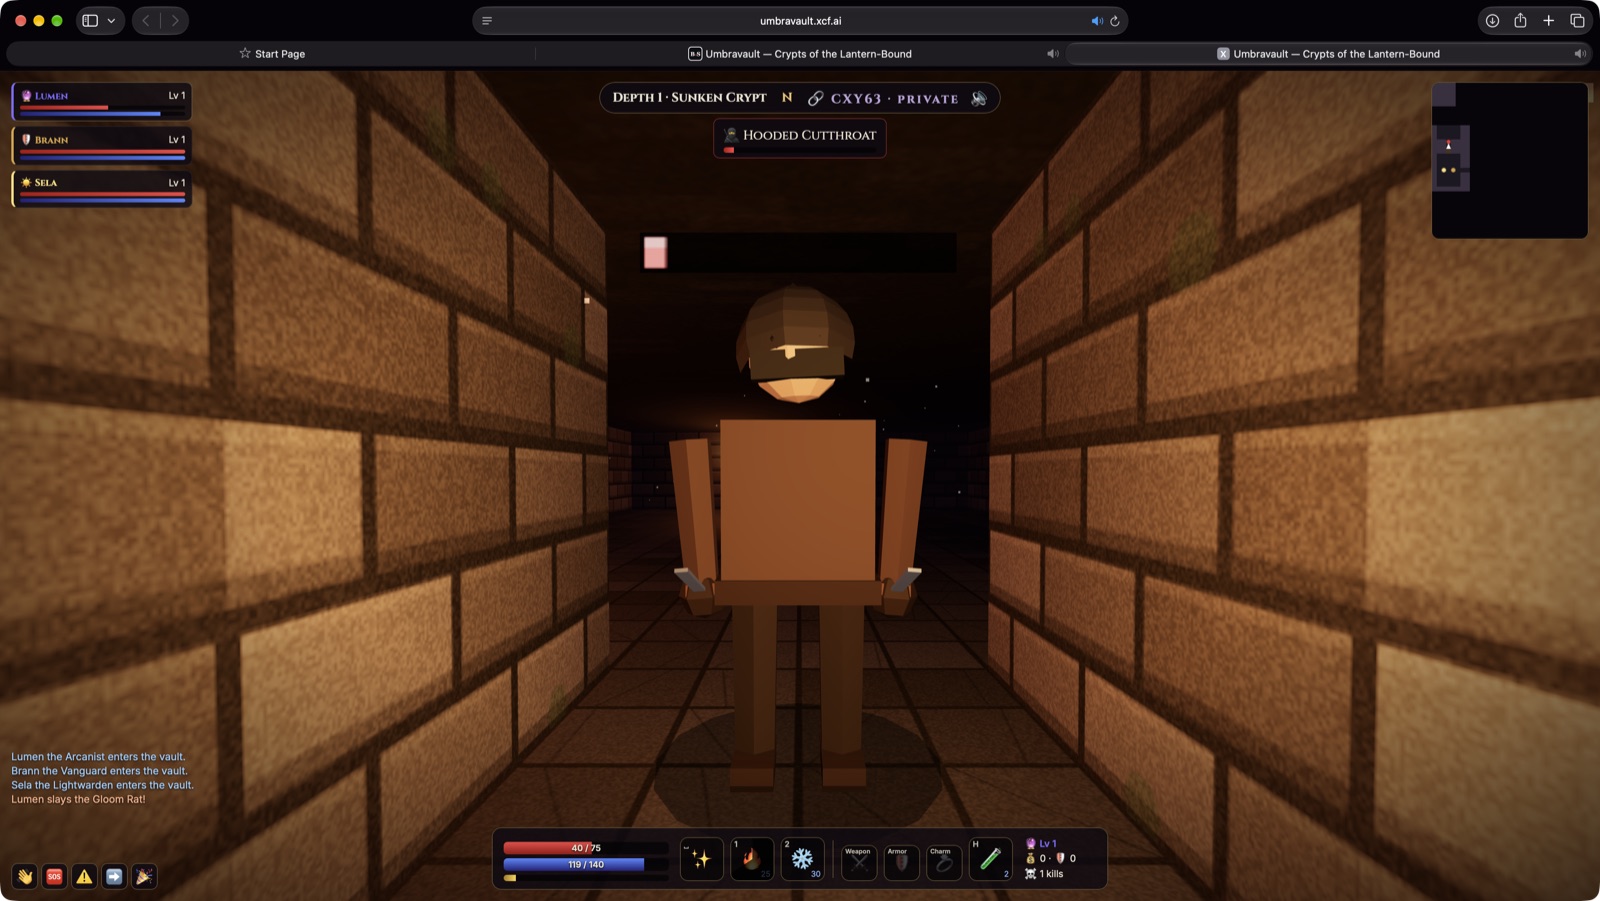 umbravault.xcf.ai
Start Page
B·S
Umbravault — Crypts of the Lantern-Bound
X
Umbravault — Crypts of the Lantern-Bound
LUMEN
Lv 1
BRANN
Lv 1
SELA
Lv 1
DEPTH 1 · SUNKEN CRYPT
N
CXY63 · PRIVATE
HOODED CUTTHROAT
Lumen the Arcanist enters the vault.
Brann the Vanguard enters the vault.
Sela the Lightwarden enters the vault.
Lumen slays the Gloom Rat!
SOS
40 / 75
119 / 140
1
25
2
30
Weapon
Armor
Charm
H
2
Lv 1
0 · 0
1 kills